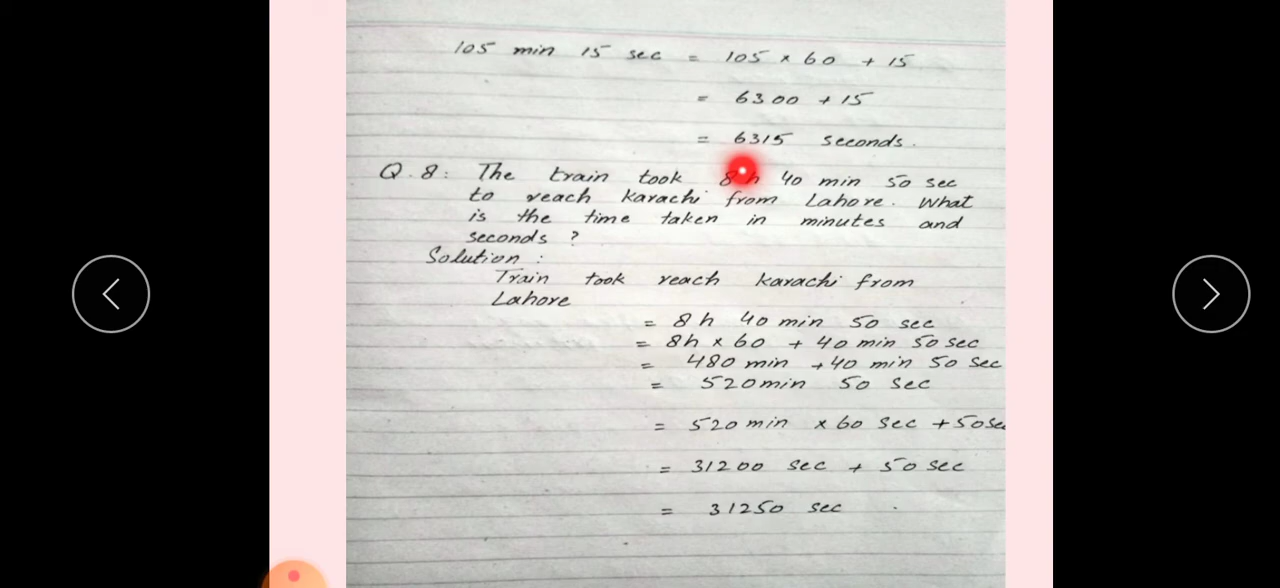 105 min 15 sec = 105 × 60 + 15
= 6300 + 15
= 6315 seconds.
Q.8: The train took 8h 40 min 50 sec
to reach karachi from Lahore. What
is the time taken in minutes and
seconds ?
Solution :
Train took reach karachi from
Lahore
= 8h 40 min 50 sec
= 8h × 60 + 40 min 50 sec
= 480 min + 40 min 50 sec
= 520min 50 sec
= 520 min × 60 sec + 50 sec
= 31200 sec + 50 sec
= 31250 sec